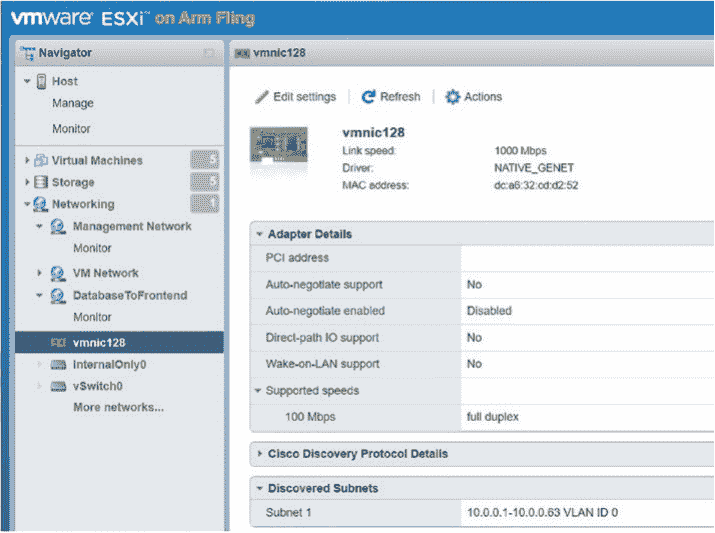 vmware ESXi on Arm Fling
Navigator
Host
Manage
Monitor
Virtual Machines 5
Storage 5
Networking 4
Management Network
Monitor
VM Network
DatabaseToFrontend
Monitor
vmnic128
InternalOnly0
vSwitch0
More networks...
vmnic128
Edit settings Refresh Actions
vmnic128
Link speed: 1000 Mbps
Driver: NATIVE_GENET
MAC address: dc:a6:32:cd:d2:52
Adapter Details
PCI address
Auto-negotiate support No
Auto-negotiate enabled Disabled
Direct-path IO support No
Wake-on-LAN support No
Supported speeds
100 Mbps full duplex
Cisco Discovery Protocol Details
Discovered Subnets
Subnet 1 10.0.0.1-10.0.0.63 VLAN ID 0